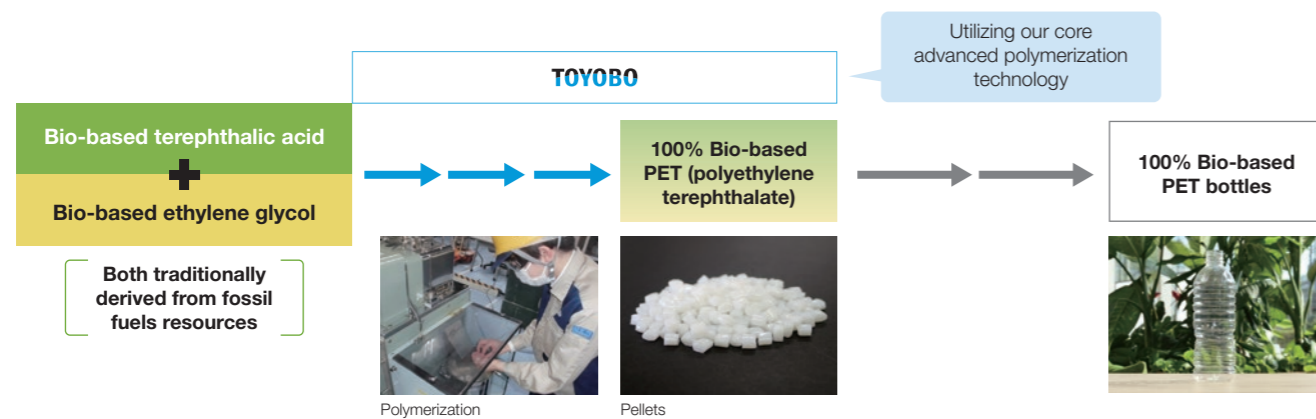 Utilizing our core
advanced polymerization
technology
TOYOBO
Bio-based terephthalic acid
+
Bio-based ethylene glycol
100% Bio-based
PET (polyethylene
terephthalate)
100% Bio-based
PET bottles
Both traditionally
derived from fossil
fuels resources
Polymerization
Pellets